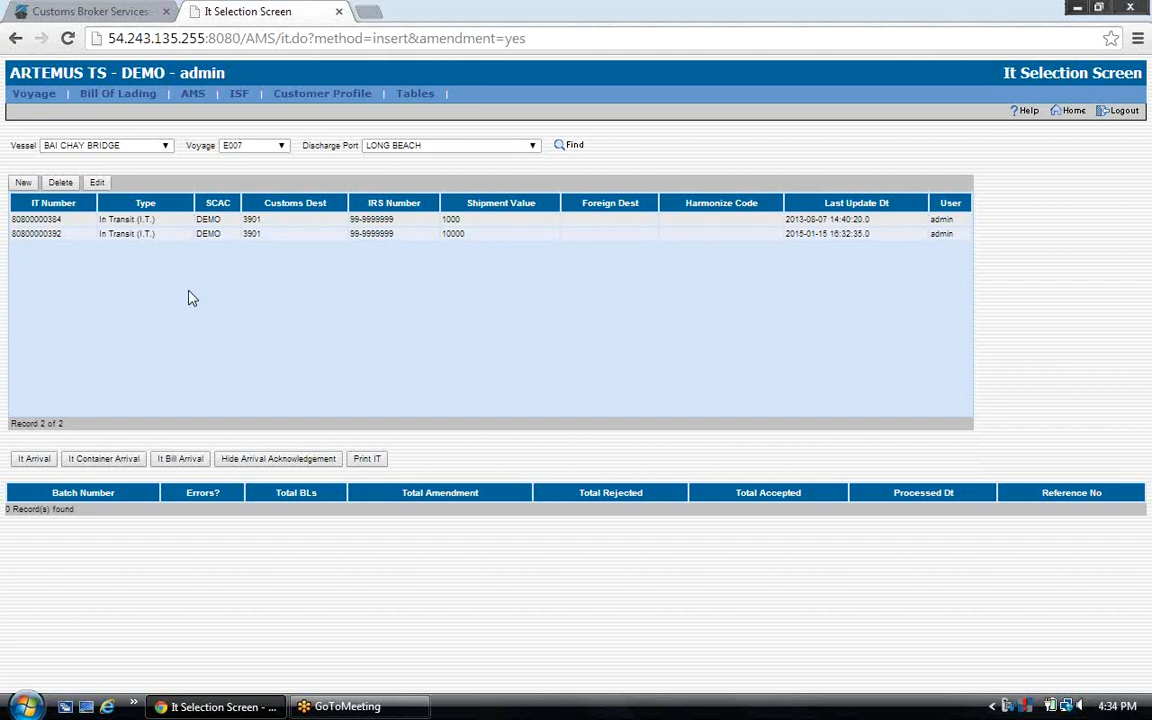 Customs Broker Services
It Selection Screen
54.243.135.255:8080/AMS/it.do?method=insert&amendment=yes
ARTEMUS TS - DEMO - admin
It Selection Screen
Voyage | Bill Of Lading | AMS | ISF | Customer Profile | Tables |
? Help Home Logout
Vessel BAI CHAY BRIDGE Voyage E007 Discharge Port LONG BEACH Find
New Delete Edit
IT Number Type SCAC Customs Dest IRS Number Shipment Value Foreign Dest Harmonize Code Last Update Dt User
80800000384 In Transit (I.T.) DEMO 3901 99-9999999 1000 2013-08-07 14:40:20.0 admin
80800000392 In Transit (I.T.) DEMO 3901 99-9999999 10000 2015-01-15 16:32:35.0 admin
Record 2 of 2
It Arrival It Container Arrival It Bill Arrival Hide Arrival Acknowledgement Print IT
Batch Number Errors? Total BLs Total Amendment Total Rejected Total Accepted Processed Dt Reference No
0 Record(s) found
It Selection Screen - ... GoToMeeting 4:34 PM